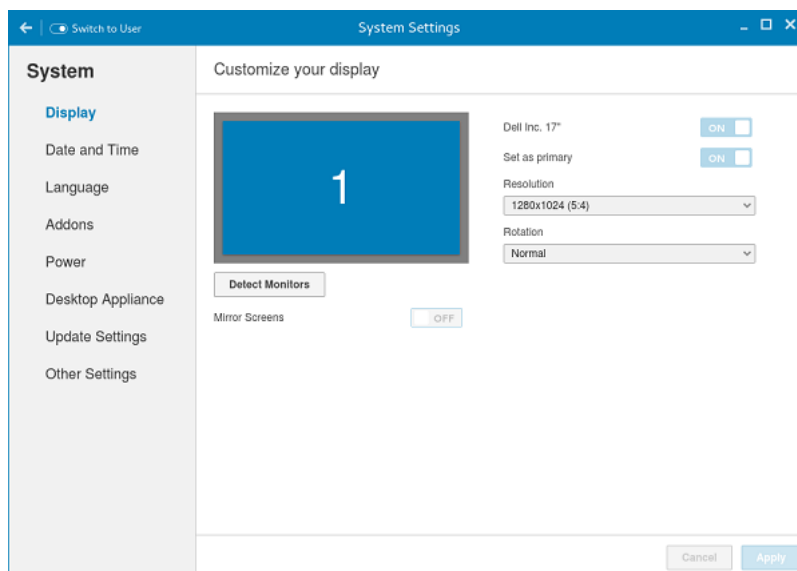 Switch to User
System Settings
System
Display
Date and Time
Language
Addons
Power
Desktop Appliance
Update Settings
Other Settings
Customize your display
1
Detect Monitors
Mirror Screens OFF
Dell Inc. 17" ON
Set as primary ON
Resolution
1280x1024 (5:4)
Rotation
Normal
Cancel Apply